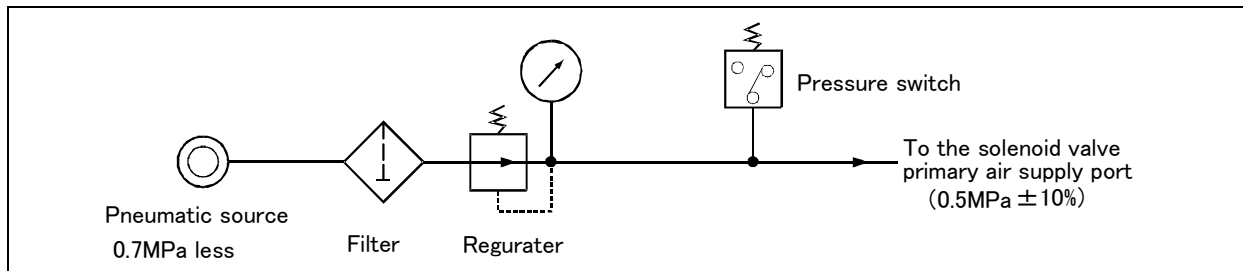 Pressure switch
To the solenoid valve
primary air supply port
(0.5MPa ±10%)
Pneumatic source
0.7MPa less
Filter
Regurater